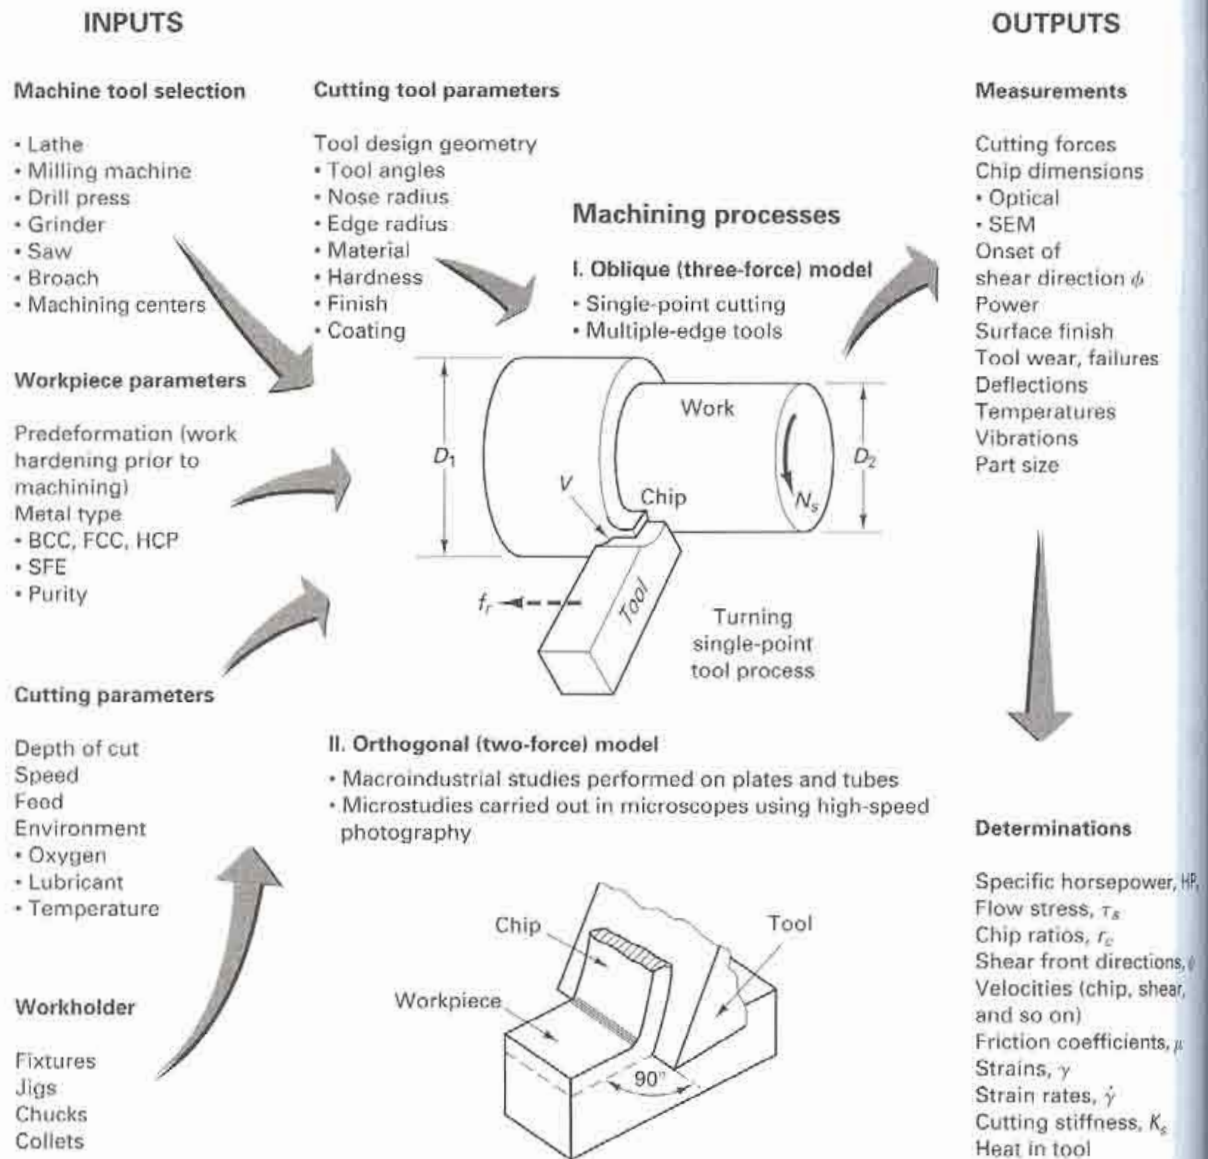 INPUTS
OUTPUTS
Machine tool selection
• Lathe
• Milling machine
• Drill press
• Grinder
• Saw
• Broach
• Machining centers
Cutting tool parameters
Tool design geometry
• Tool angles
• Nose radius
• Edge radius
• Material
• Hardness
• Finish
• Coating
Workpiece parameters
Predeformation (work
hardening prior to
machining)
Metal type
• BCC, FCC, HCP
• SFE
• Purity
Cutting parameters
Depth of cut
Speed
Feed
Environment
• Oxygen
• Lubricant
• Temperature
Workholder
Fixtures
Jigs
Chucks
Collets
Machining processes
I. Oblique (three-force) model
• Single-point cutting
• Multiple-edge tools
D₁
Work
D₂
V
Chip
Nₛ
fᵣ
Tool
Turning
single-point
tool process
II. Orthogonal (two-force) model
• Macroindustrial studies performed on plates and tubes
• Microstudies carried out in microscopes using high-speed
photography
Chip
Tool
Workpiece
90°
Measurements
Cutting forces
Chip dimensions
• Optical
• SEM
Onset of
shear direction ϕ
Power
Surface finish
Tool wear, failures
Deflections
Temperatures
Vibrations
Part size
Determinations
Specific horsepower, HP,
Flow stress, τₛ
Chip ratios, r_c
Shear front directions,
Velocities (chip, shear,
and so on)
Friction coefficients, μ
Strains, γ
Strain rates, γ̇
Cutting stiffness, Kₛ
Heat in tool